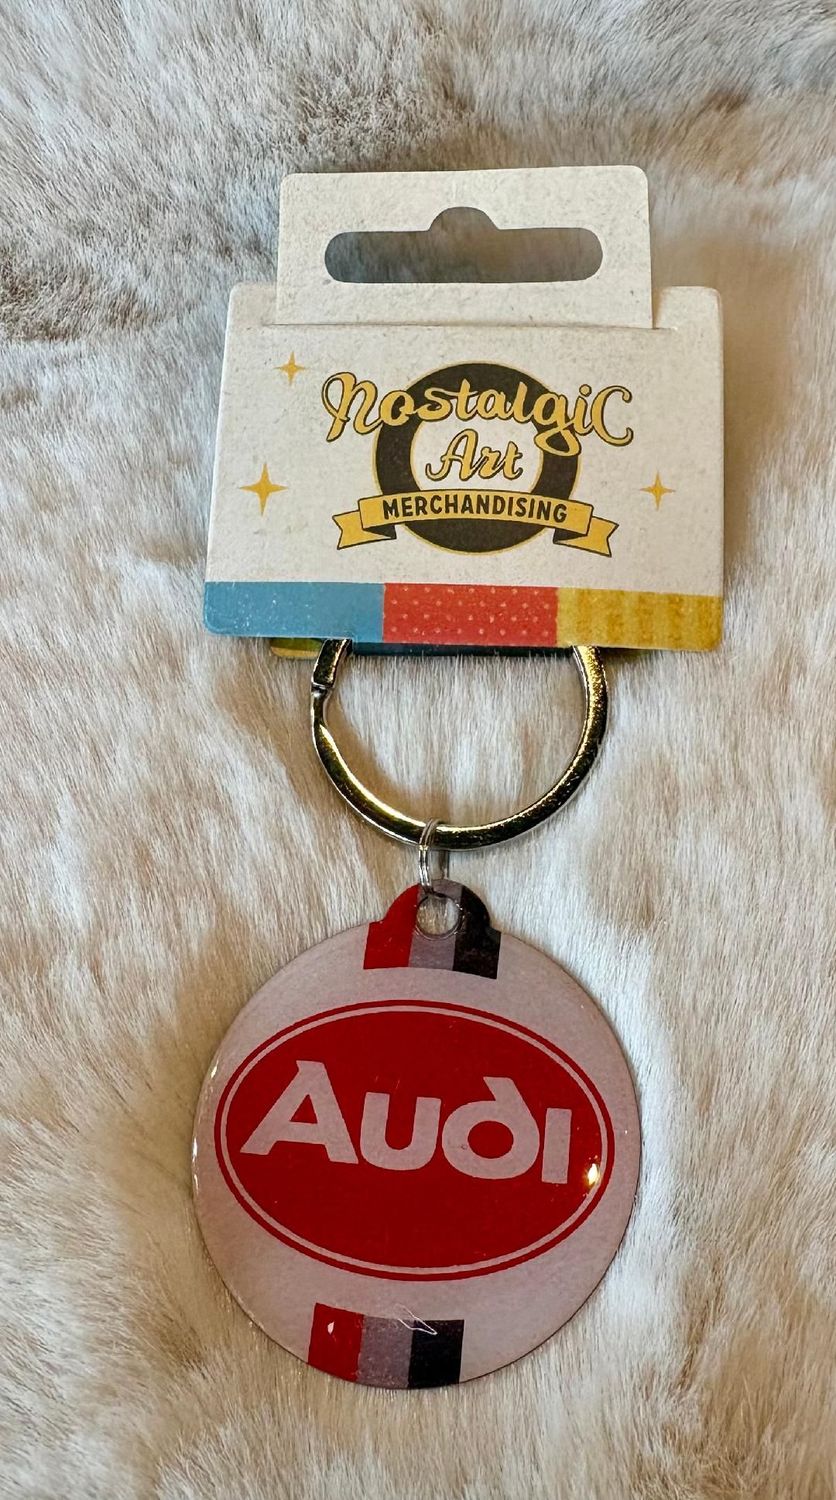 Nostalgic
Art
MERCHANDISING
Audi